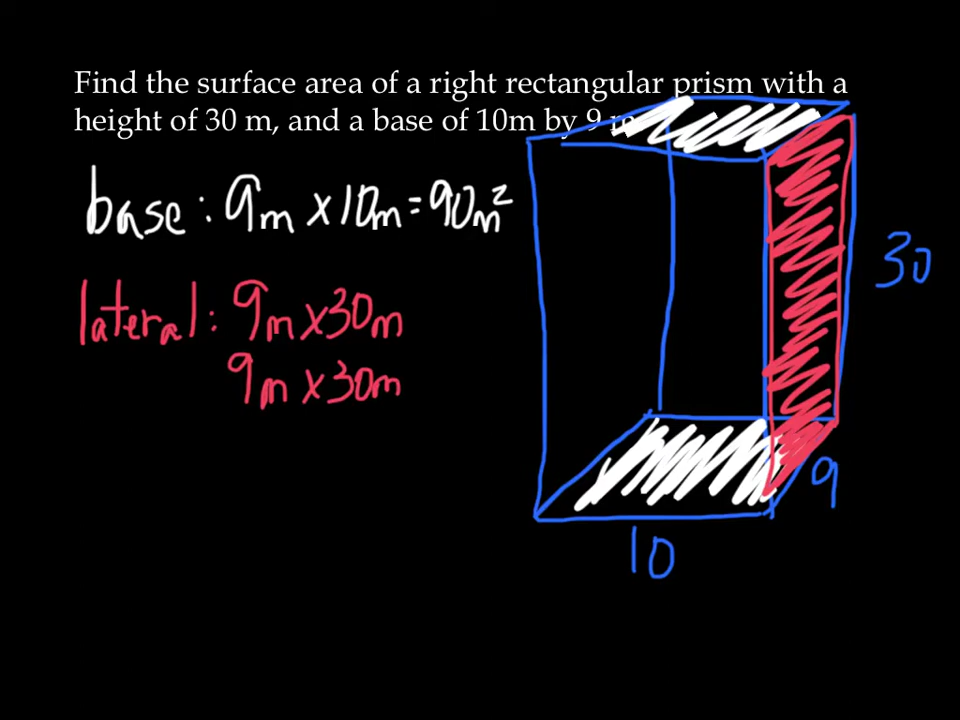 Find the surface area of a right rectangular prism with a
height of 30 m, and a base of 10m by 9 m
base: 9m x 10m = 90m²
lateral: 9m x 30m
9m x 30m
30
9
10